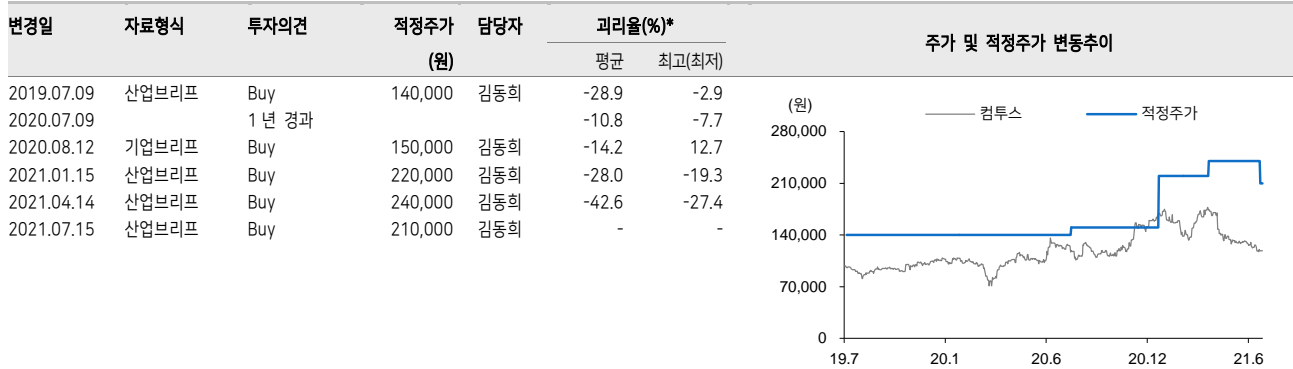 변경일 자료형식 투자의견 적정주가 담당자 괴리율(%)* 주가 및 적정주가 변동추이
(원) 평균 최고(최저)
2019.07.09 산업브리프 Buy 140,000 김동희 -28.9 -2.9
2020.07.09 1년 경과 -10.8 -7.7
2020.08.12 기업브리프 Buy 150,000 김동희 -14.2 12.7
2021.01.15 산업브리프 Buy 220,000 김동희 -28.0 -19.3
2021.04.14 산업브리프 Buy 240,000 김동희 -42.6 -27.4
2021.07.15 산업브리프 Buy 210,000 김동희 - -
(원) 컴투스 적정주가
280,000
210,000
140,000
70,000
0
19.7 20.1 20.6 20.12 21.6